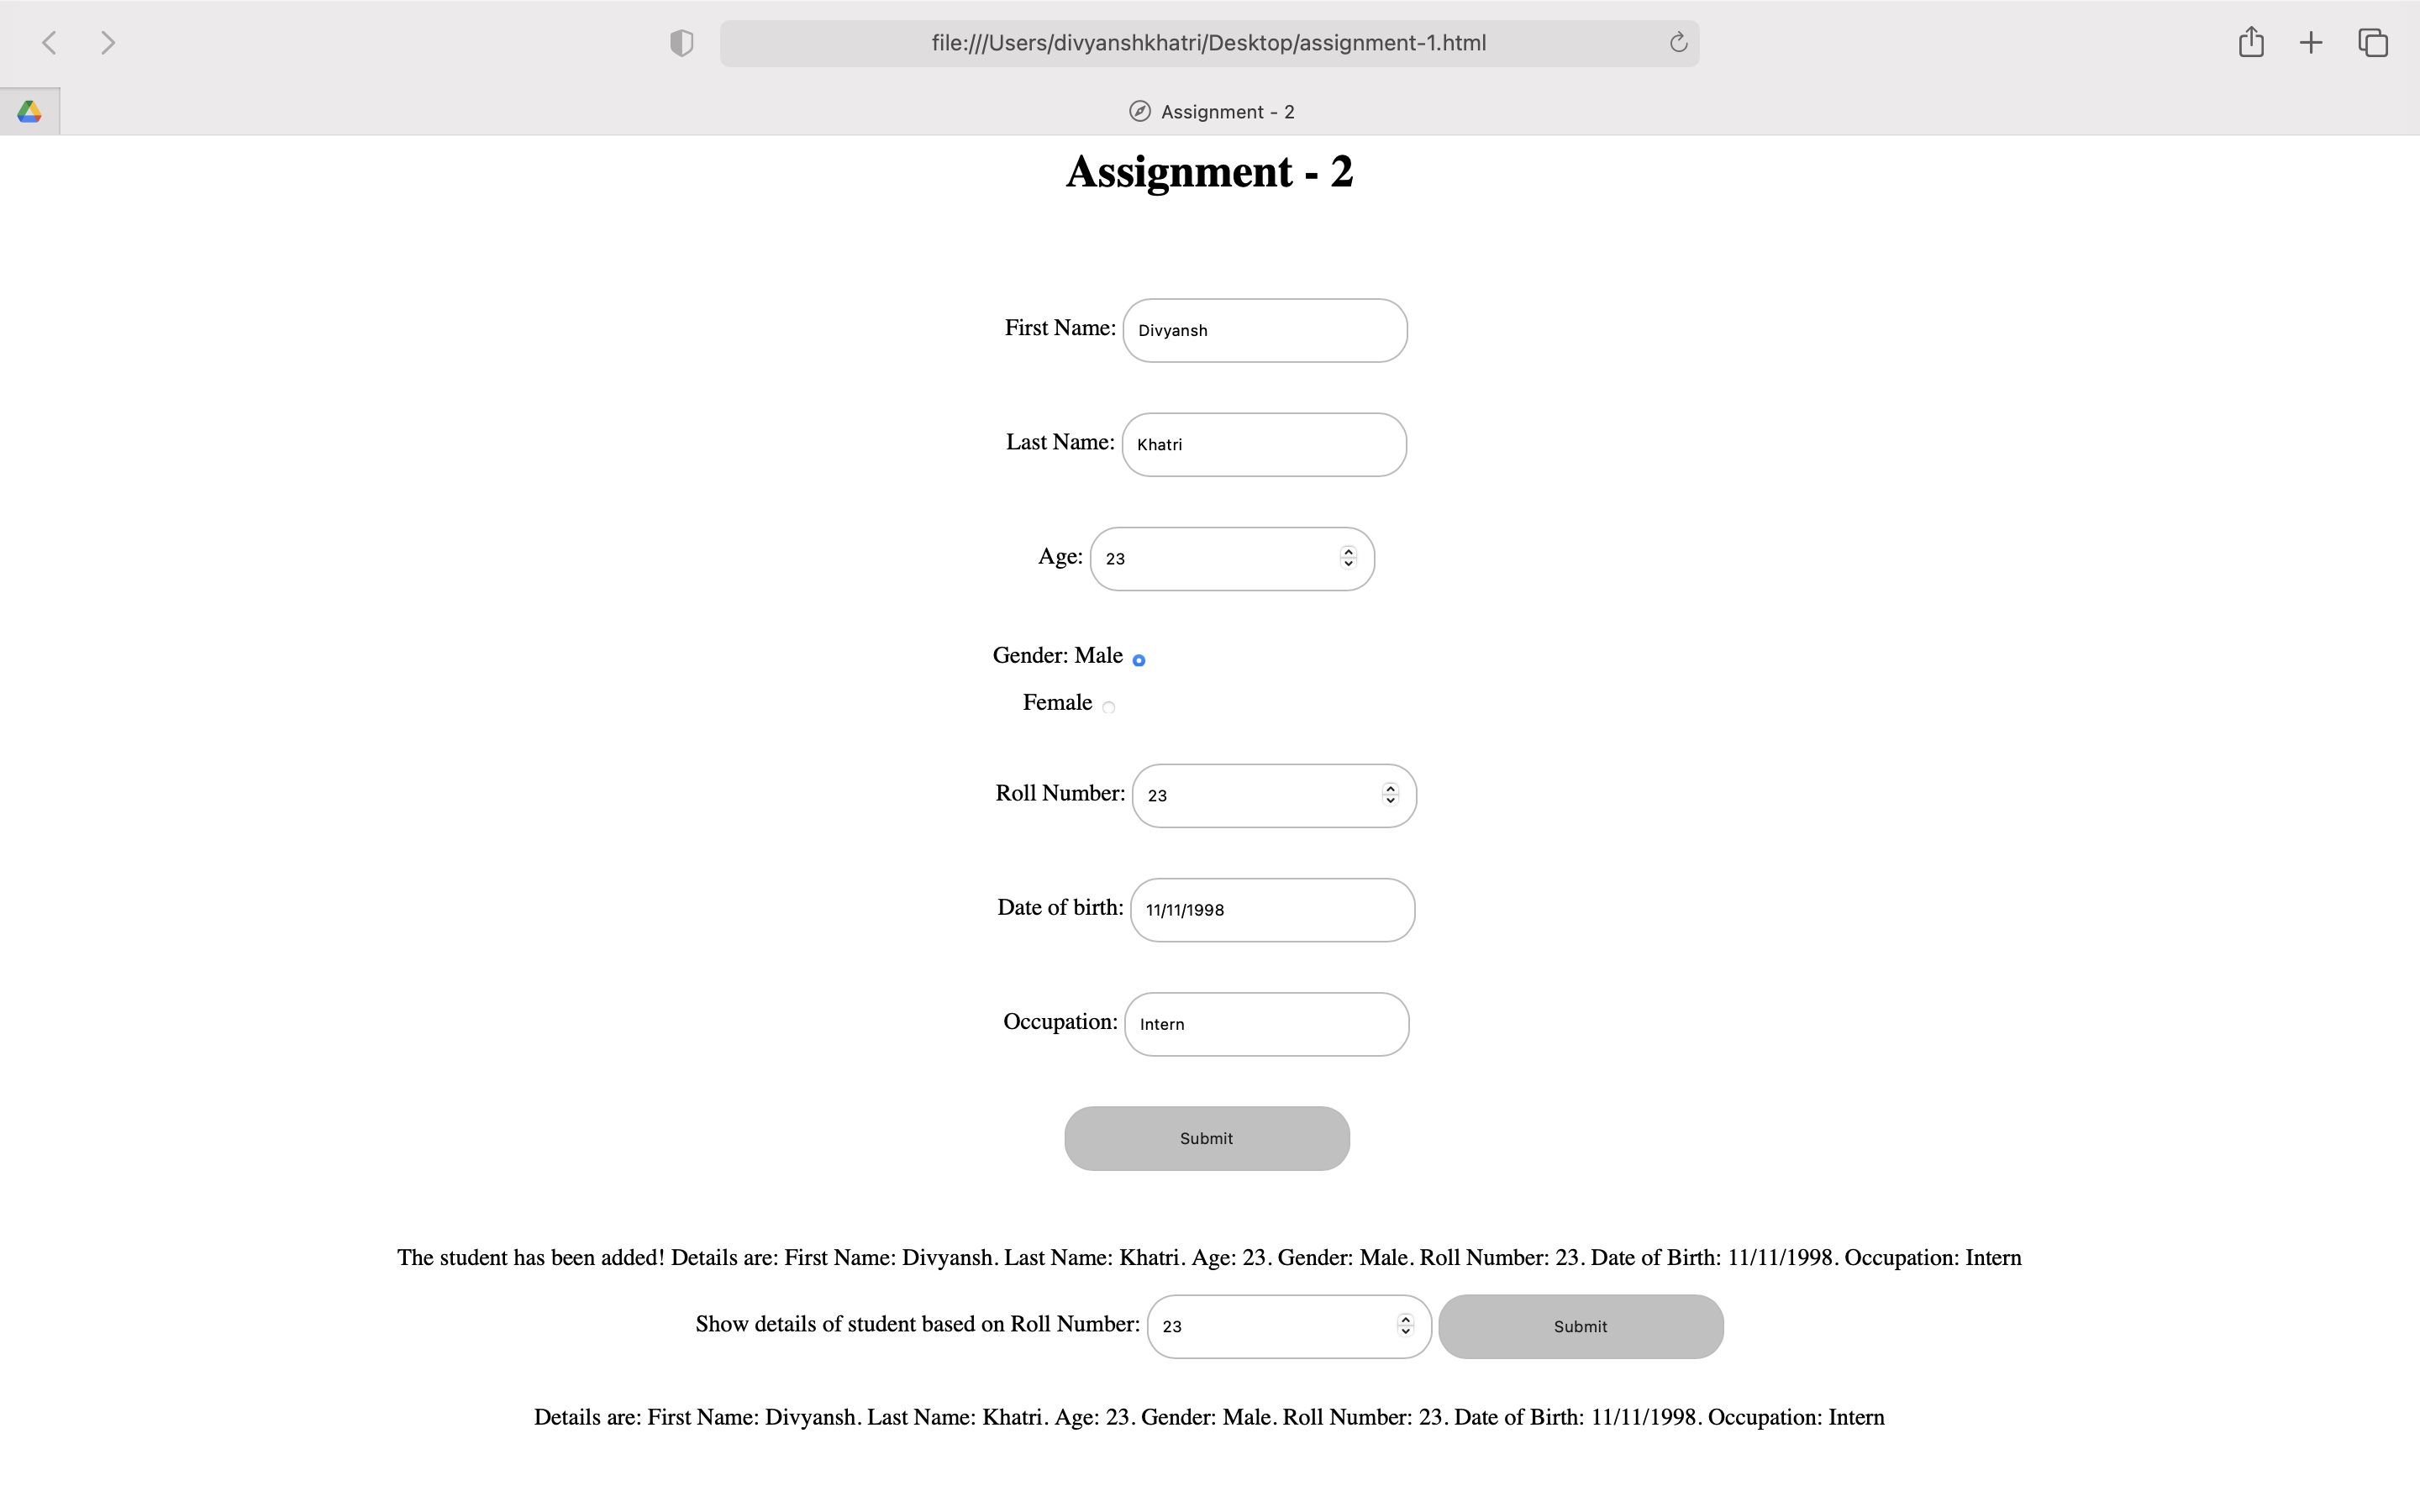 file:///Users/divyanshkhatri/Desktop/assignment-1.html
Assignment - 2
Assignment - 2
First Name: Divyansh
Last Name: Khatri
Age: 23
Gender: Male
Female
Roll Number: 23
Date of birth: 11/11/1998
Occupation: Intern
Submit
The student has been added! Details are: First Name: Divyansh. Last Name: Khatri. Age: 23. Gender: Male. Roll Number: 23. Date of Birth: 11/11/1998. Occupation: Intern
Show details of student based on Roll Number: 23 Submit
Details are: First Name: Divyansh. Last Name: Khatri. Age: 23. Gender: Male. Roll Number: 23. Date of Birth: 11/11/1998. Occupation: Intern